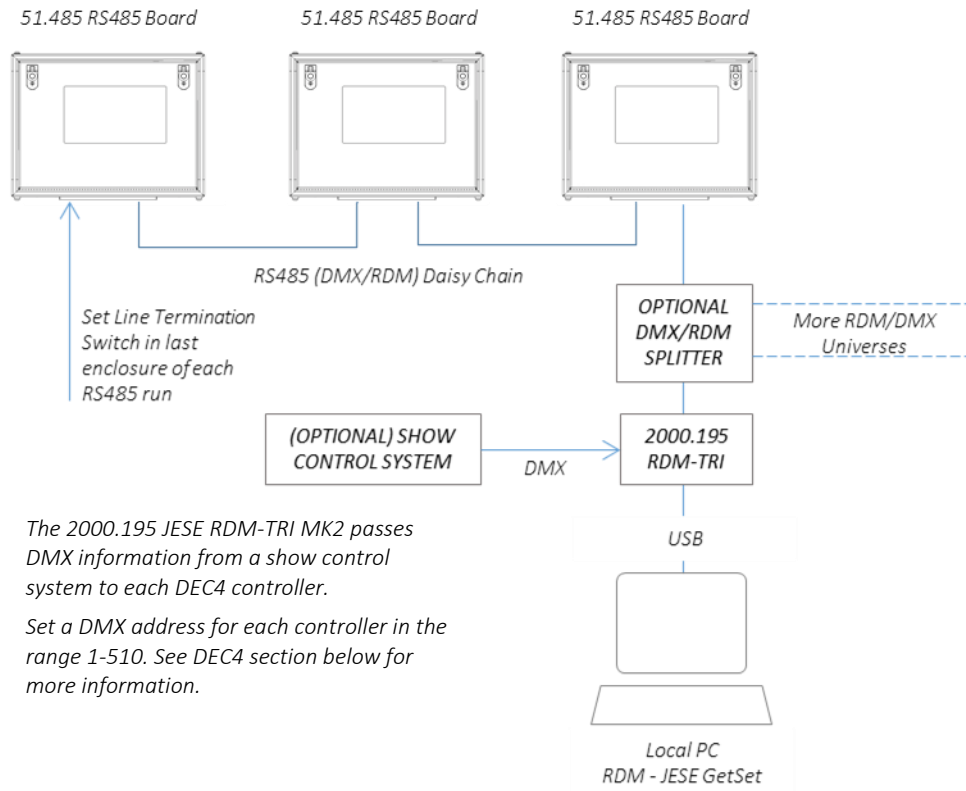 51.485 RS485 Board
51.485 RS485 Board
51.485 RS485 Board
RS485 (DMX/RDM) Daisy Chain
Set Line Termination
Switch in last
enclosure of each
RS485 run
OPTIONAL
DMX/RDM
SPLITTER
More RDM/DMX
Universes
(OPTIONAL) SHOW
CONTROL SYSTEM
DMX
2000.195
RDM-TRI
The 2000.195 JESE RDM-TRI MK2 passes
DMX information from a show control
system to each DEC4 controller.
Set a DMX address for each controller in the
range 1-510. See DEC4 section below for
more information.
USB
Local PC
RDM - JESE GetSet